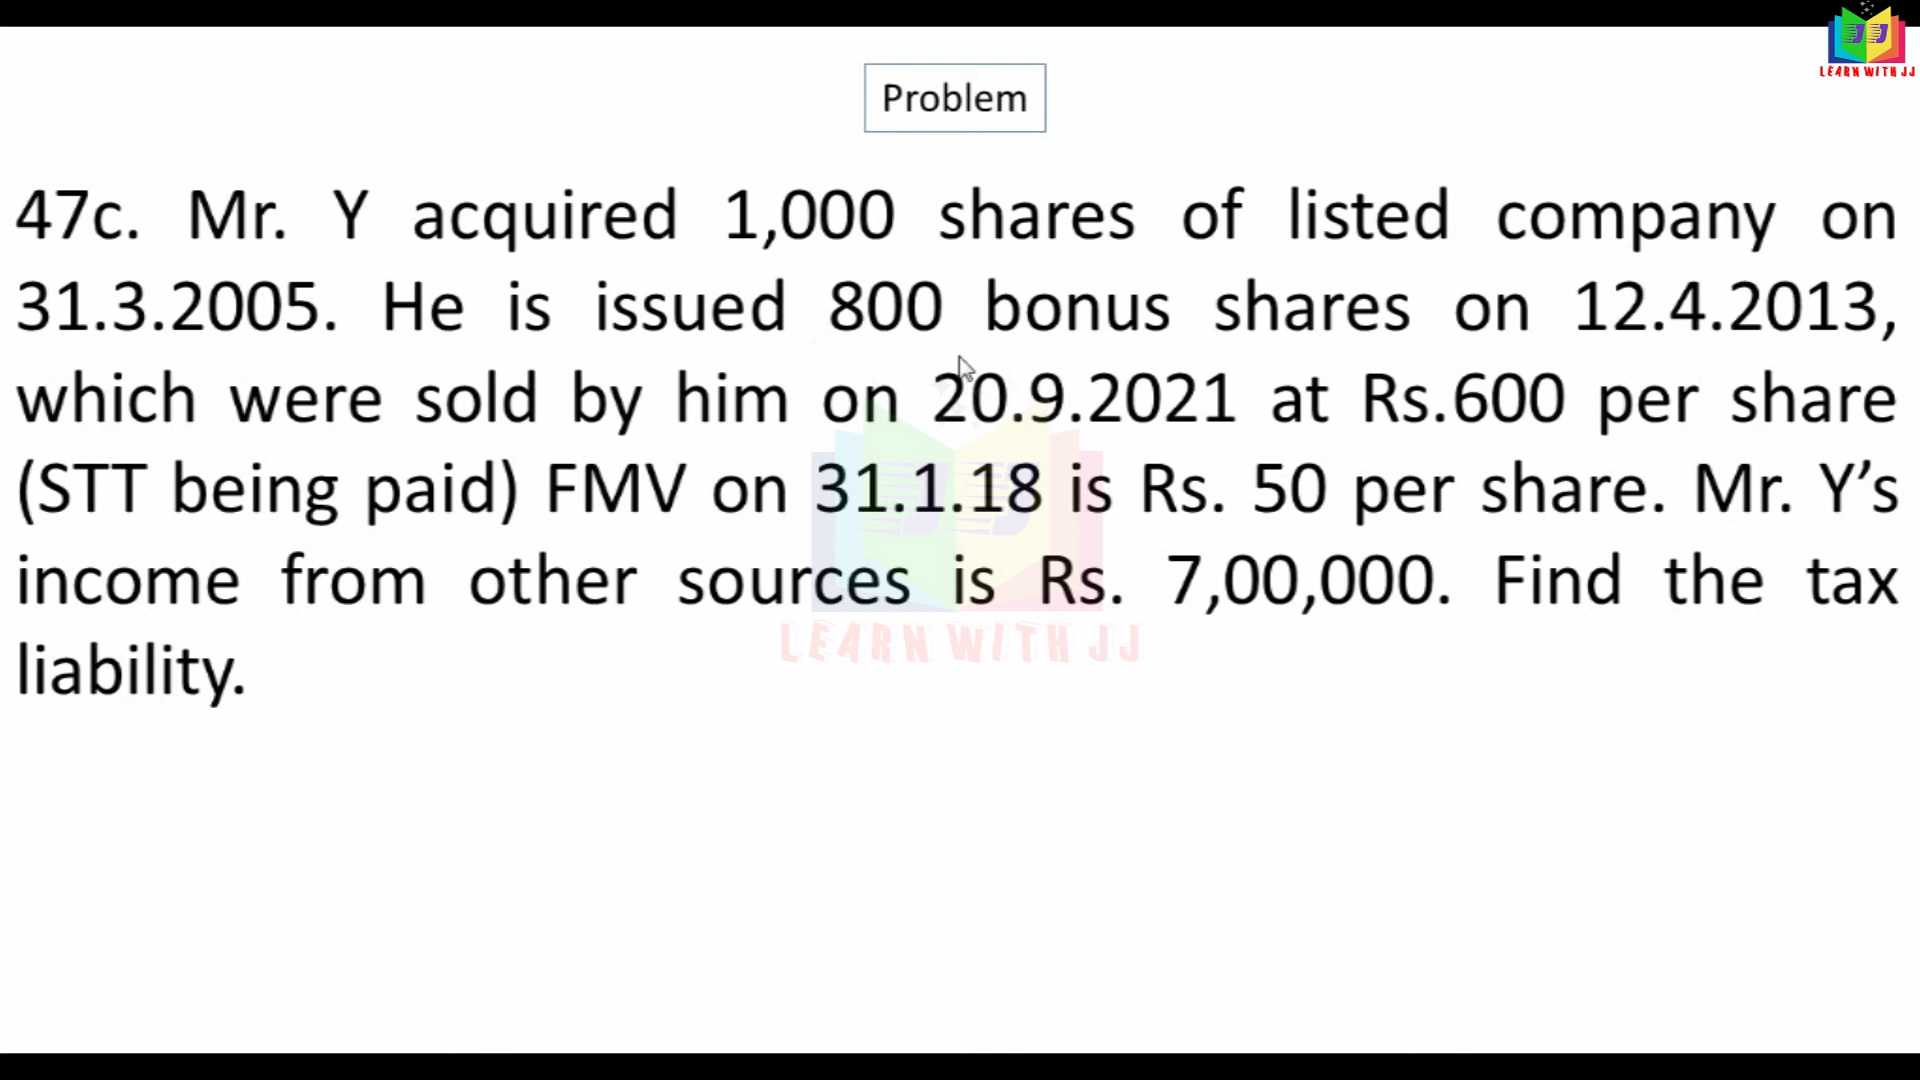 JJ
LEARN WITH JJ
Problem
47c. Mr. Y acquired 1,000 shares of listed company on
31.3.2005. He is issued 800 bonus shares on 12.4.2013,
which were sold by him on 20.9.2021 at Rs.600 per share
(STT being paid) FMV on 31.1.18 is Rs. 50 per share. Mr. Y’s
income from other sources is Rs. 7,00,000. Find the tax
liability.
JJ
LEARN WITH JJ